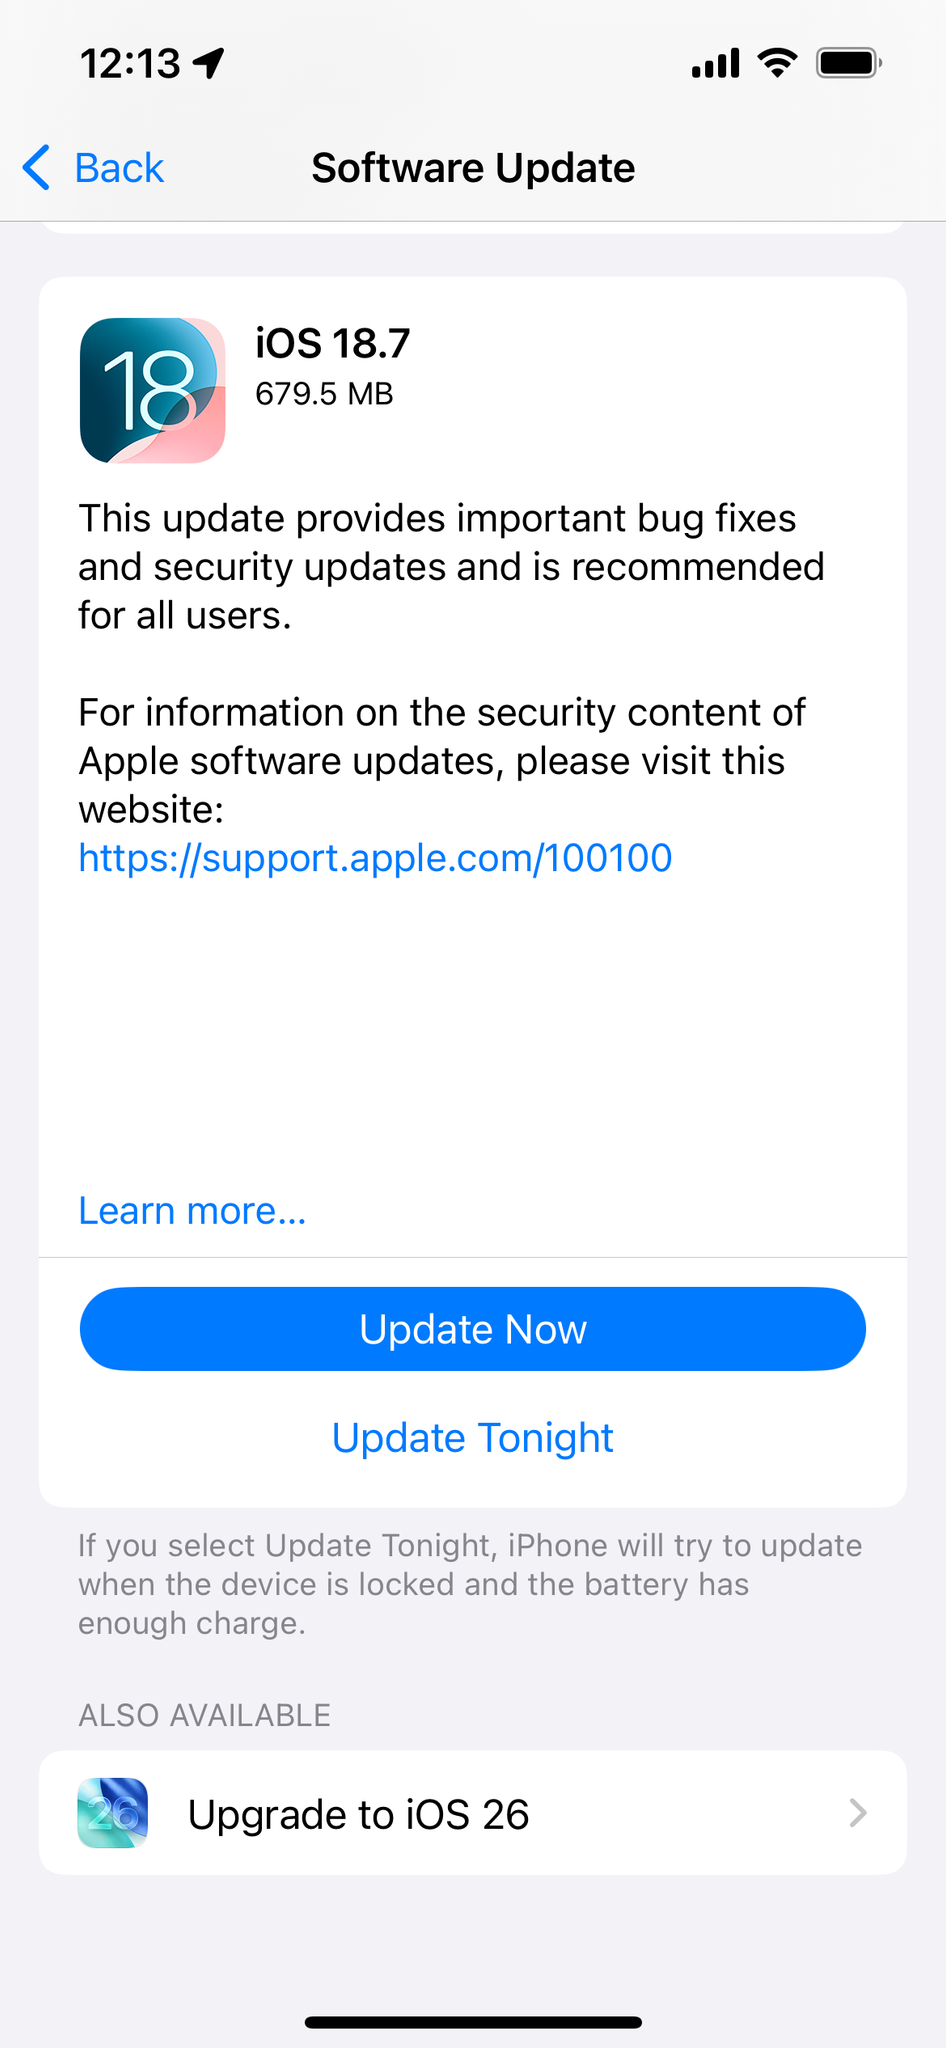 12:13
Back
Software Update
18
iOS 18.7
679.5 MB
This update provides important bug fixes
and security updates and is recommended
for all users.
For information on the security content of
Apple software updates, please visit this
website:
https://support.apple.com/100100
Learn more...
Update Now
Update Tonight
If you select Update Tonight, iPhone will try to update
when the device is locked and the battery has
enough charge.
ALSO AVAILABLE
26
Upgrade to iOS 26